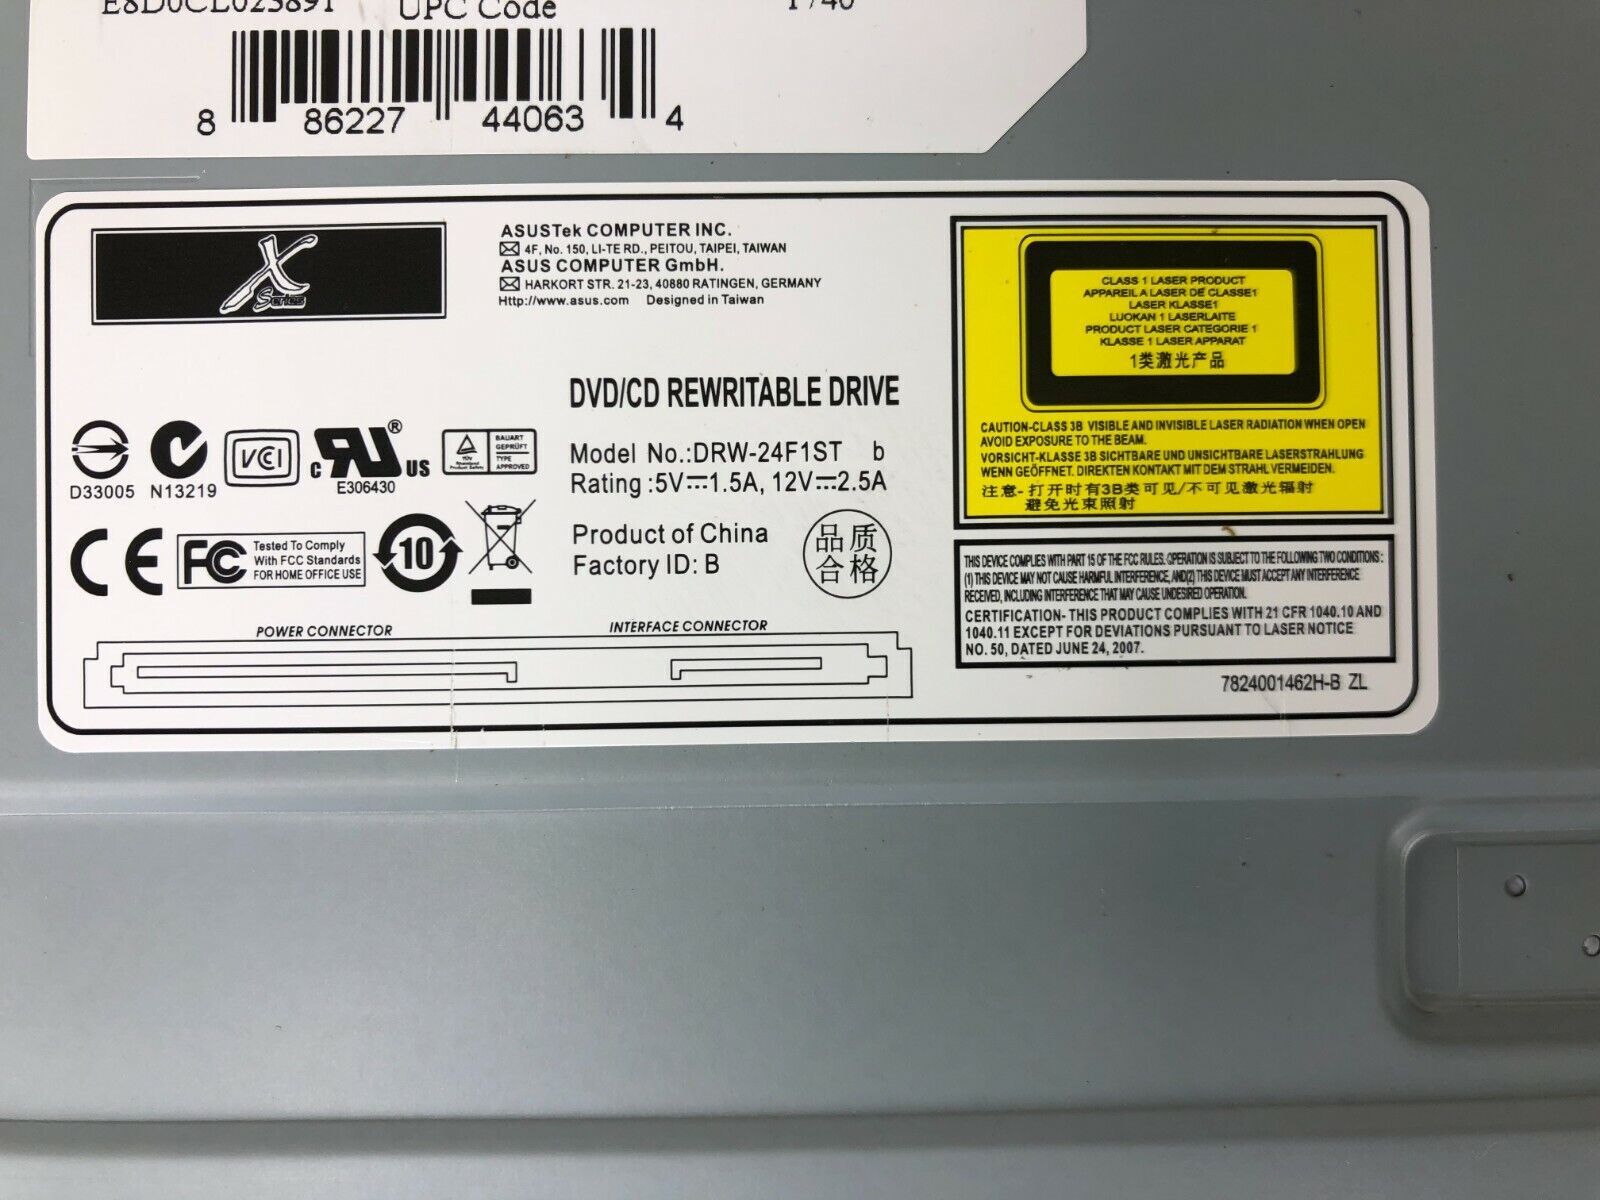 E8D0CL023891
UPC Code
8 86227 44063 4
X
Series
ASUSTek COMPUTER INC.
4F, No. 150, LI-TE RD., PEITOU, TAIPEI, TAIWAN
ASUS COMPUTER GmbH.
HARKORT STR. 21-23, 40880 RATINGEN, GERMANY
Http://www.asus.com Designed in Taiwan
DVD/CD REWRITABLE DRIVE
Model No.:DRW-24F1ST b
Rating :5V⎓1.5A, 12V⎓2.5A
Product of China
Factory ID: B
品质
合格
D33005 N13219
VCI
c RU ® US
E306430
TÜV
Rheinland
Product Safety
BAUART
GEPRÜFT
TYPE
APPROVED
CE
FC
Tested To Comply
With FCC Standards
FOR HOME OFFICE USE
10
POWER CONNECTOR
INTERFACE CONNECTOR
CLASS 1 LASER PRODUCT
APPAREIL A LASER DE CLASSE1
LASER KLASSE1
LUOKAN 1 LASERLAITE
PRODUCT LASER CATEGORIE 1
KLASSE 1 LASER APPARAT
1类激光产品
CAUTION-CLASS 3B VISIBLE AND INVISIBLE LASER RADIATION WHEN OPEN
AVOID EXPOSURE TO THE BEAM.
VORSICHT-KLASSE 3B SICHTBARE UND UNSICHTBARE LASERSTRAHLUNG
WENN GEÖFFNET. DIREKTEN KONTAKT MIT DEM STRAHL VERMEIDEN.
注意- 打开时有3B类可见/不可见激光辐射
避免光束照射
THIS DEVICE COMPLIES WITH PART 15 OF THE FCC RULES. OPERATION IS SUBJECT TO THE FOLLOWING TWO CONDITIONS :
(1) THIS DEVICE MAY NOT CAUSE HARMFUL INTERFERENCE, AND(2) THIS DEVICE MUST ACCEPT ANY INTERFERENCE
RECEIVED, INCLUDING INTERFERENCE THAT MAY CAUSE UNDESIRED OPERATION.
CERTIFICATION- THIS PRODUCT COMPLIES WITH 21 CFR 1040.10 AND
1040.11 EXCEPT FOR DEVIATIONS PURSUANT TO LASER NOTICE
NO. 50, DATED JUNE 24, 2007.
7824001462H-B ZL